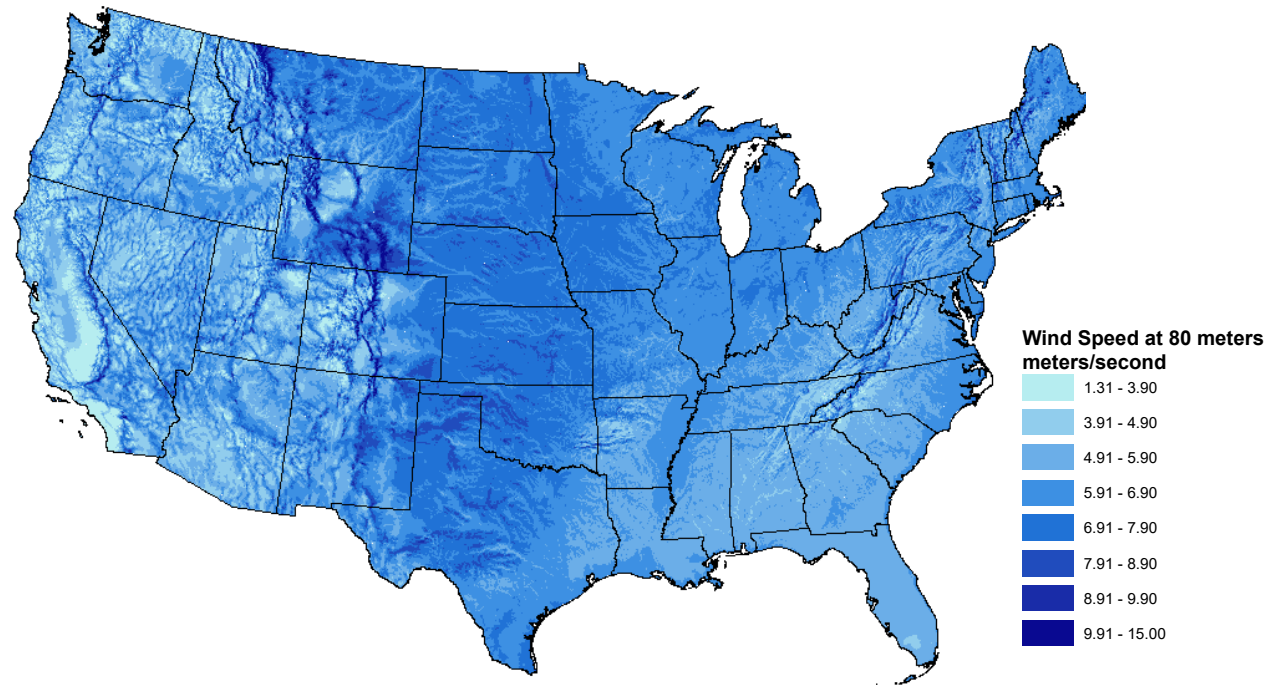 Wind Speed at 80 meters
meters/second
1.31 - 3.90
3.91 - 4.90
4.91 - 5.90
5.91 - 6.90
6.91 - 7.90
7.91 - 8.90
8.91 - 9.90
9.91 - 15.00